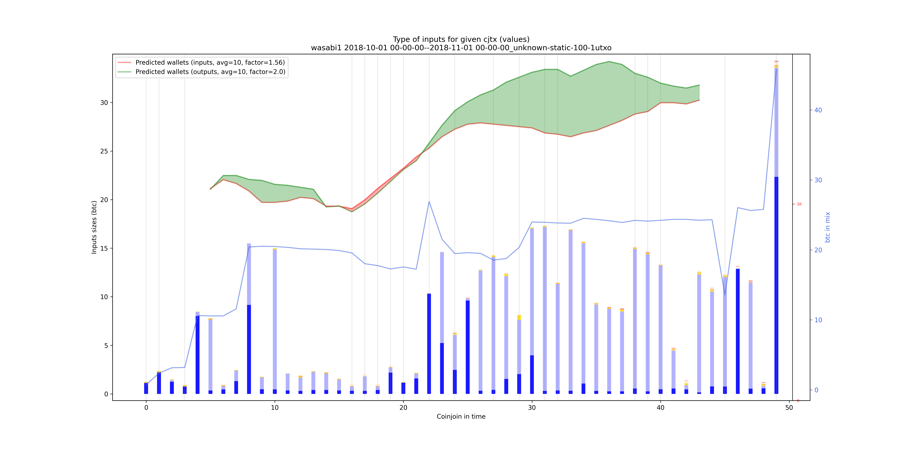 Type of inputs for given cjtx (values)
wasabi1 2018-10-01 00-00-00--2018-11-01 00-00-00_unknown-static-100-1utxo
Predicted wallets (inputs, avg=10, factor=1.56)
Predicted wallets (outputs, avg=10, factor=2.0)
Inputs sizes (btc)
30
25
20
15
10
5
0
0
10
20
30
40
50
Coinjoin in time
40
30
20
10
0
btc in mix